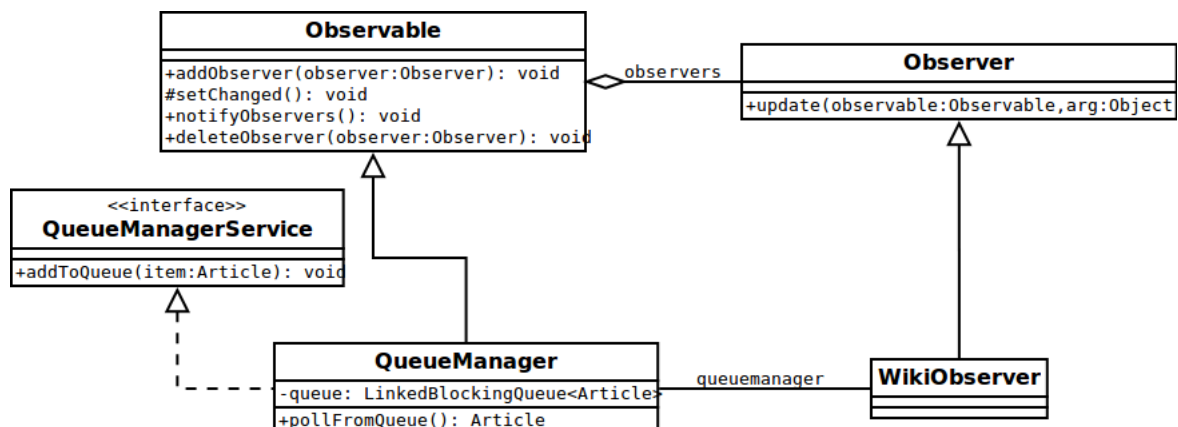 Observable
+addObserver(observer:Observer): void
#setChanged(): void
+notifyObservers(): void
+deleteObserver(observer:Observer): void
observers
Observer
+update(observable:Observable,arg:Object
<<interface>>
QueueManagerService
+addToQueue(item:Article): void
QueueManager
-queue: LinkedBlockingQueue<Article>
+pollFromQueue(): Article
queuemanager
WikiObserver